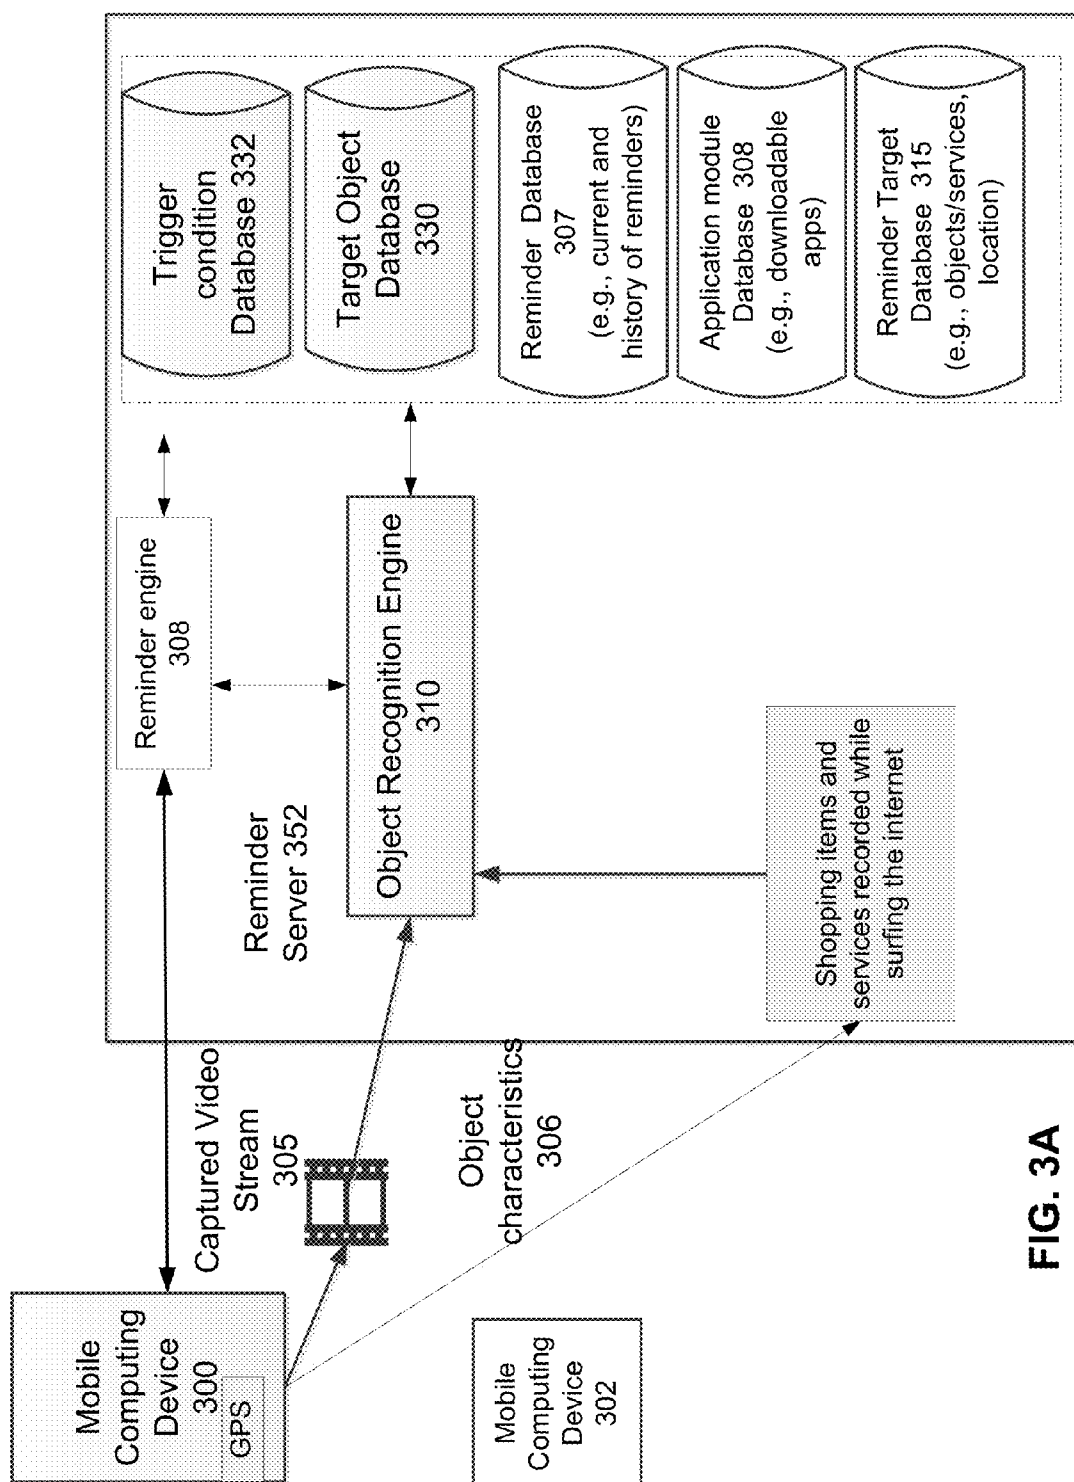 Mobile
Computing
Device
300
GPS
Mobile
Computing
Device
302
Captured Video
Stream
305
Object
characteristics
306
Reminder
Server 352
Reminder engine
308
Object Recognition Engine
310
Shopping items and
services recorded while
surfing the internet
Trigger
condition
Database 332
Target Object
Database
330
Reminder Database
307
(e.g., current and
history of reminders)
Application module
Database 308
(e.g., downloadable
apps)
Reminder Target
Database 315
(e.g., objects/services,
location)
FIG. 3A